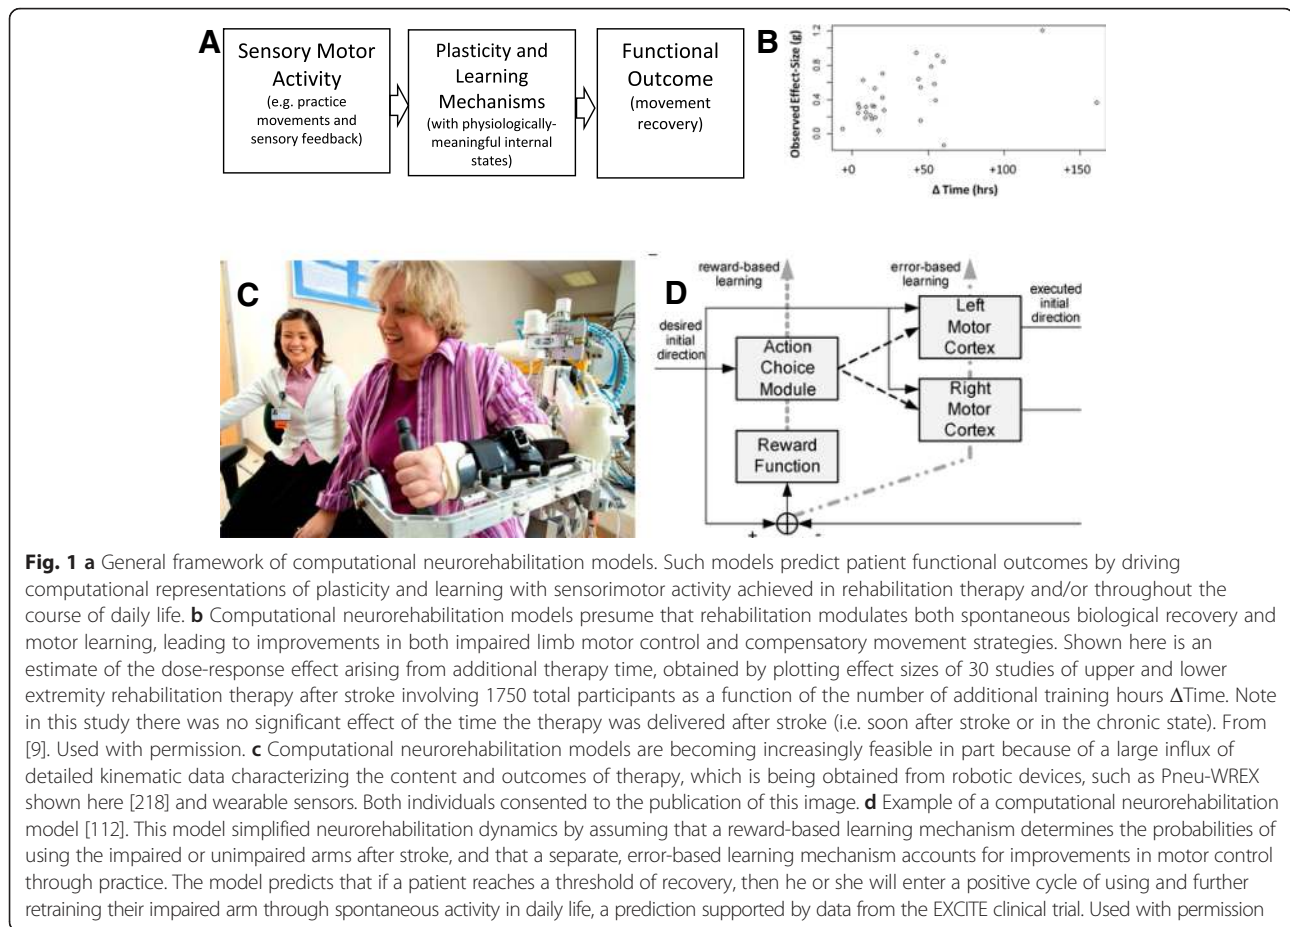 A
Sensory Motor
Activity
(e.g. practice
movements and
sensory feedback)
Plasticity and
Learning
Mechanisms
(with physiologically-
meaningful internal
states)
Functional
Outcome
(movement
recovery)
B
Observed Effect-Size (g)
1.2
0.8
0.4
0.0
+0
+50
+100
+150
Δ Time (hrs)
C
D
reward-based
learning
error-based
learning
desired
initial
direction
Action
Choice
Module
Left
Motor
Cortex
executed
initial
direction
Right
Motor
Cortex
Reward
Function
+
-
Fig. 1 a General framework of computational neurorehabilitation models. Such models predict patient functional outcomes by driving
computational representations of plasticity and learning with sensorimotor activity achieved in rehabilitation therapy and/or throughout the
course of daily life. b Computational neurorehabilitation models presume that rehabilitation modulates both spontaneous biological recovery and
motor learning, leading to improvements in both impaired limb motor control and compensatory movement strategies. Shown here is an
estimate of the dose-response effect arising from additional therapy time, obtained by plotting effect sizes of 30 studies of upper and lower
extremity rehabilitation therapy after stroke involving 1750 total participants as a function of the number of additional training hours ΔTime. Note
in this study there was no significant effect of the time the therapy was delivered after stroke (i.e. soon after stroke or in the chronic state). From
[9]. Used with permission. c Computational neurorehabilitation models are becoming increasingly feasible in part because of a large influx of
detailed kinematic data characterizing the content and outcomes of therapy, which is being obtained from robotic devices, such as Pneu-WREX
shown here [218] and wearable sensors. Both individuals consented to the publication of this image. d Example of a computational neurorehabilitation
model [112]. This model simplified neurorehabilitation dynamics by assuming that a reward-based learning mechanism determines the probabilities of
using the impaired or unimpaired arms after stroke, and that a separate, error-based learning mechanism accounts for improvements in motor control
through practice. The model predicts that if a patient reaches a threshold of recovery, then he or she will enter a positive cycle of using and further
retraining their impaired arm through spontaneous activity in daily life, a prediction supported by data from the EXCITE clinical trial. Used with permission